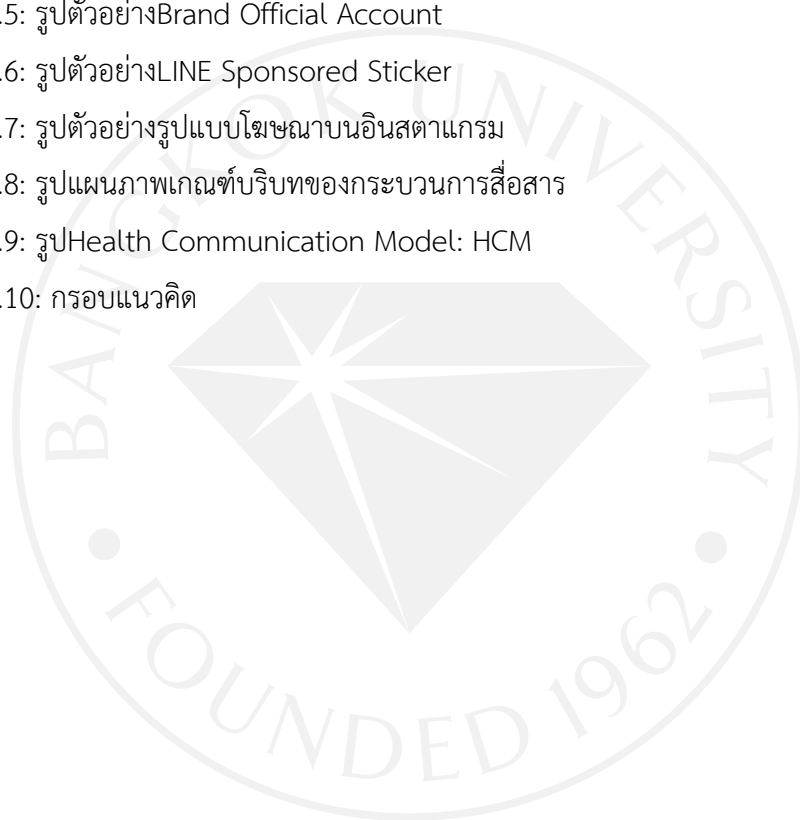 .5: รูปตัวอย่างBrand Official Account
.6: รูปตัวอย่างLINE Sponsored Sticker
.7: รูปตัวอย่างรูปแบบโฆษณาบนอินสตาแกรม
.8: รูปแผนภาพเกณฑ์บริบทของกระบวนการสื่อสาร
.9: รูปHealth Communication Model: HCM
.10: กรอบแนวคิด
BANGKOK UNIVERSITY
FOUNDED 1962